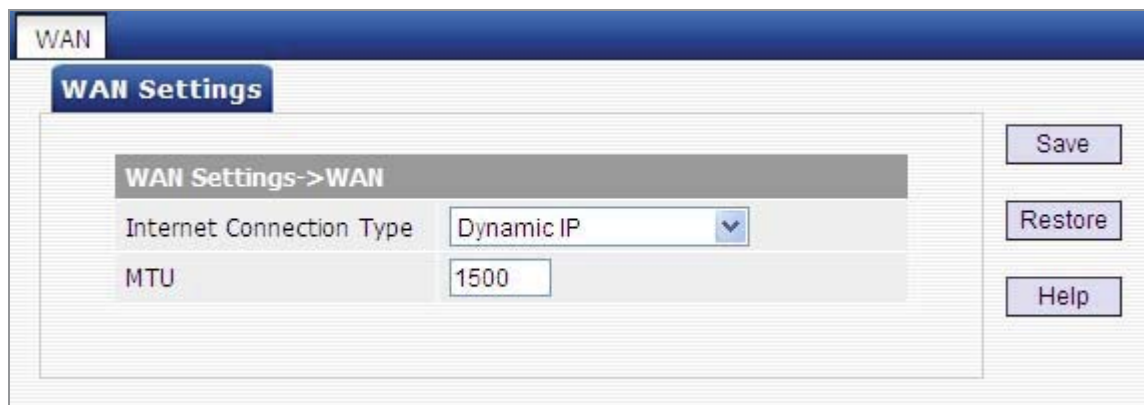 WAN
WAN Settings
WAN Settings->WAN
Internet Connection Type Dynamic IP
MTU 1500
Save
Restore
Help